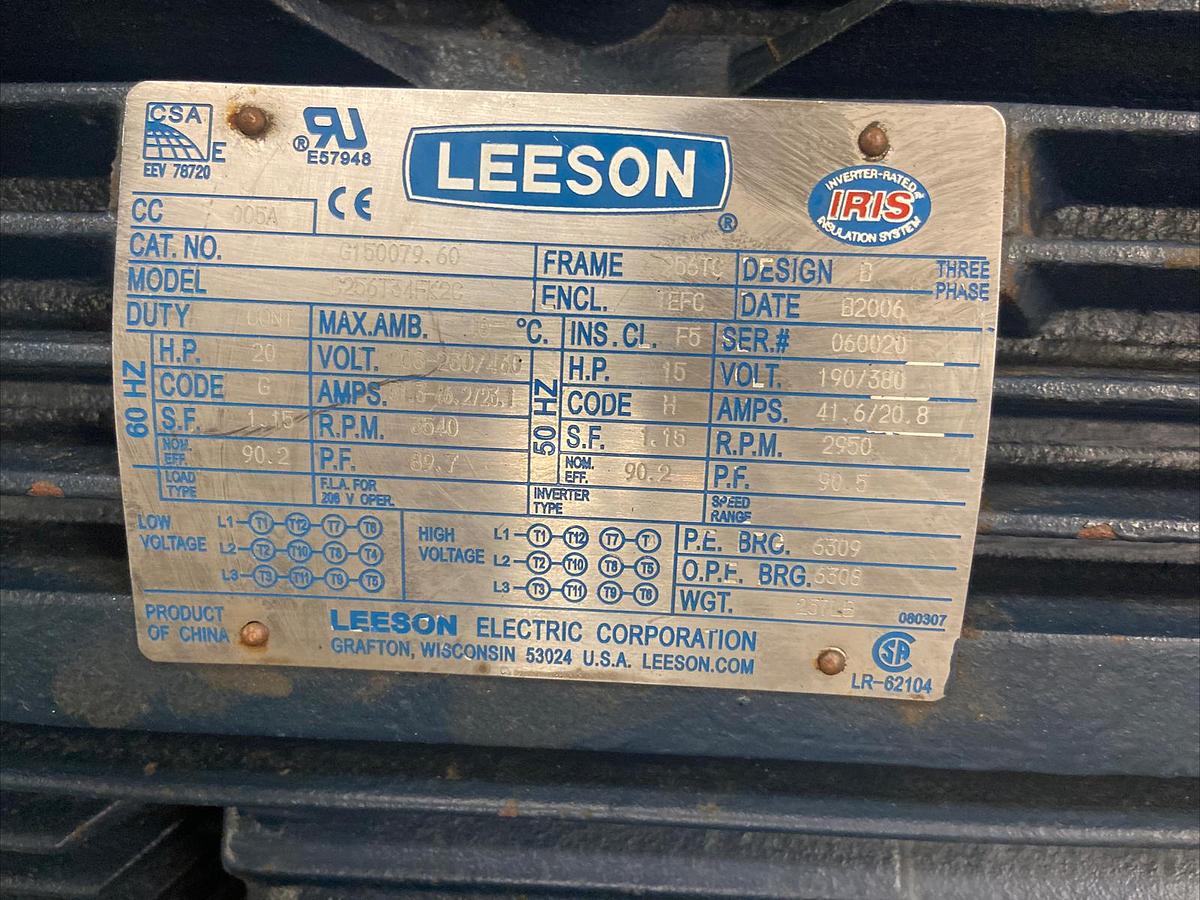 CSA
E
EEV 78720
® E57948
CE
LEESON ®
INVERTER-RATED
IRIS
INSULATION SYSTEM
CC 005A
CAT. NO. G150079.60
MODEL
FRAME
DESIGN
THREE PHASE
ENCL. TEFC
DATE B2006
DUTY CONT
MAX.AMB. °C.
INS. CL. F5
SER.# 060020
60 HZ
H.P. 20
VOLT.
CODE G
AMPS.
S.F. 1.15
R.P.M. 3540
NOM. EFF. 90.2
P.F. 89.7
LOAD TYPE
F.L.A. FOR 208 V OPER.
50 HZ
H.P. 15
VOLT. 190/380
CODE H
AMPS. 41.6/20.8
S.F. 1.15
R.P.M. 2950
NOM. EFF. 90.2
P.F. 90.5
INVERTER TYPE
SPEED RANGE
LOW VOLTAGE
L1 T1 T12 T7 T6
L2 T2 T10 T8 T4
L3 T3 T11 T9 T5
HIGH VOLTAGE
L1 T1 T12 T7
L2 T2 T10 T8 T5
L3 T3 T11 T9 T6
P.E. BRG. 6309
O.P.E. BRG. 6308
WGT.
080307
PRODUCT OF CHINA
LEESON ELECTRIC CORPORATION
GRAFTON, WISCONSIN 53024 U.S.A. LEESON.COM
SA
LR-62104